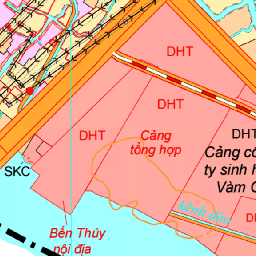 DHT
DHT
DHT
Cảng
tổng hợp
DHT
Cảng cô
ty sinh h
Vàm C
SKC
kênh đào
Bến Thủy
nội địa